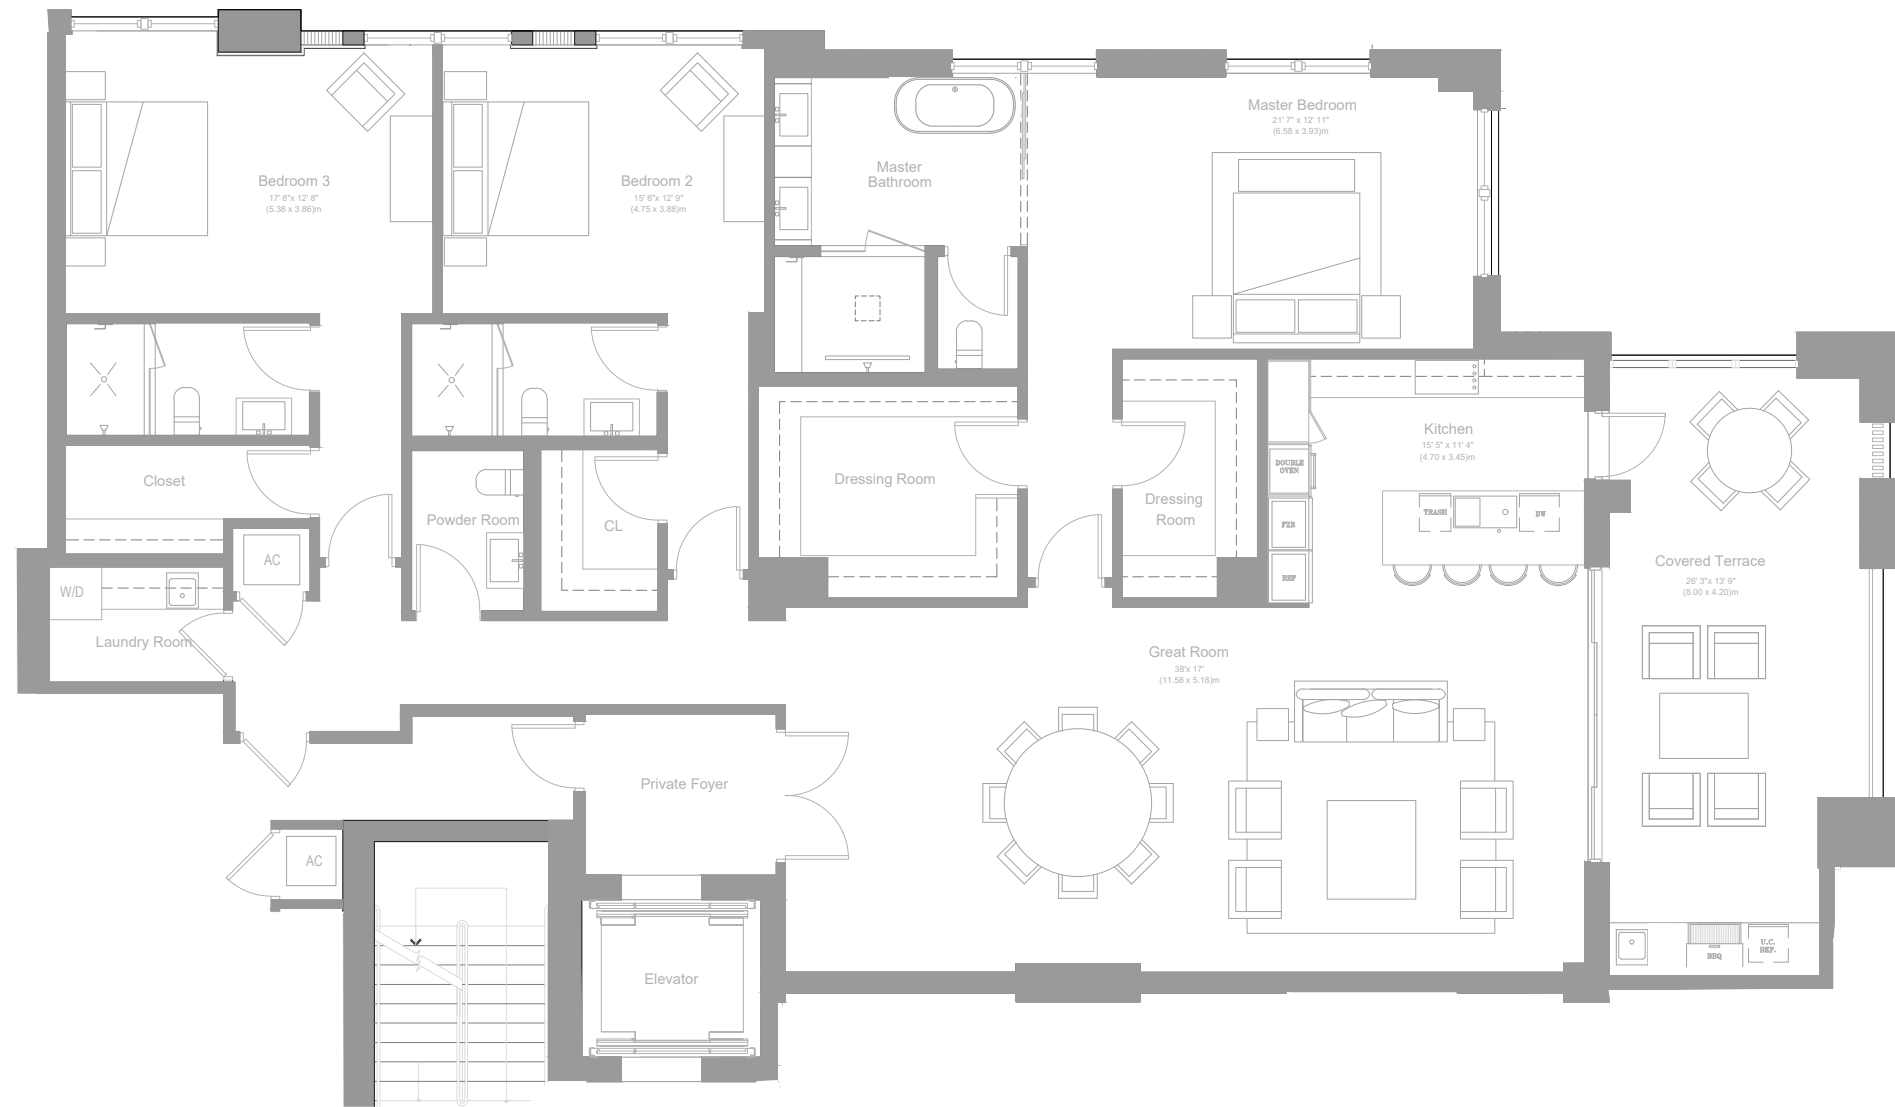 Master Bedroom
21' 7" x 12' 11"
(6.58 x 3.93)m
Master
Bathroom
Bedroom 3
17' 8"x 12' 8"
(5.38 x 3.86)m
Bedroom 2
15' 6"x 12' 9"
(4.75 x 3.88)m
Kitchen
15' 5"x 11' 4"
(4.70 x 3.45)m
DOUBLE
OVEN
Closet
Dressing Room
Dressing
Room
Powder Room
CL
TRASH
DW
FZR
AC
Covered Terrace
26' 3"x 13' 9"
(8.00 x 4.20)m
REF
W/D
Laundry Room
Great Room
38'x 17'
(11.58 x 5.18)m
Private Foyer
AC
U.C.
REF.
BBQ
Elevator